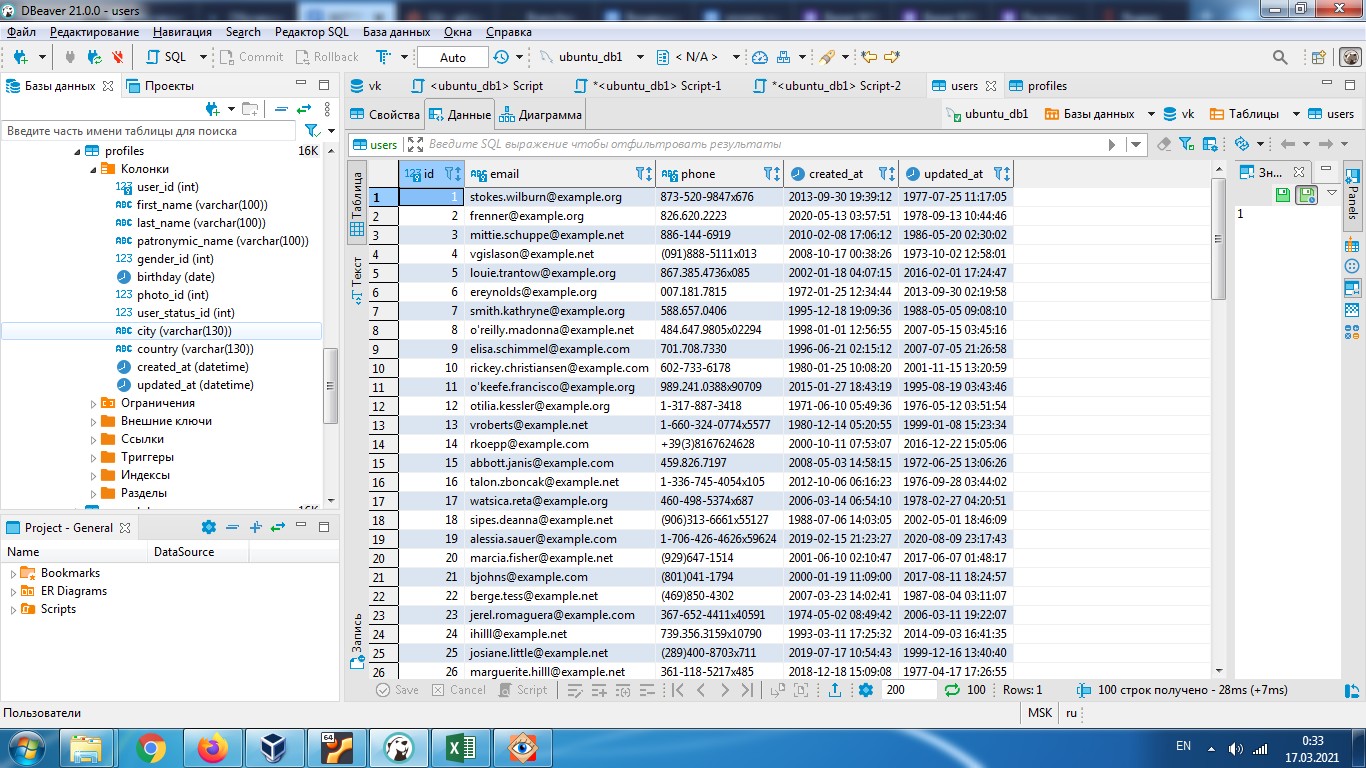 DBeaver 21.0.0 - users
Файл Редактирование Навигация Search Редактор SQL База данных Окна Справка
SQL Commit Rollback Auto ubuntu_db1 < N/A >
Базы данных Проекты
vk <ubuntu_db1> Script *<ubuntu_db1> Script-1 *<ubuntu_db1> Script-2 users profiles
Свойства Данные Диаграмма ubuntu_db1 Базы данных vk Таблицы users
Введите часть имени таблицы для поиска
users Введите SQL выражение чтобы отфильтровать результаты
profiles 16K
Колонки
user_id (int)
first_name (varchar(100))
last_name (varchar(100))
patronymic_name (varchar(100))
gender_id (int)
birthday (date)
photo_id (int)
user_status_id (int)
city (varchar(130))
country (varchar(130))
created_at (datetime)
updated_at (datetime)
Ограничения
Внешние ключи
Ссылки
Триггеры
Индексы
Разделы
Project - General
Name DataSource
Bookmarks
ER Diagrams
Scripts
Таблица
Текст
Запись
id email phone created_at updated_at
1 1 stokes.wilburn@example.org 873-520-9847x676 2013-09-30 19:39:12 1977-07-25 11:17:05
2 2 frenner@example.org 826.620.2223 2020-05-13 03:57:51 1978-09-13 10:44:46
3 3 mittie.schuppe@example.net 886-144-6919 2010-02-08 17:06:12 1986-05-20 02:30:02
4 4 vgislason@example.net (091)888-5111x013 2008-10-17 00:38:26 1973-10-02 12:58:01
5 5 louie.trantow@example.org 867.385.4736x085 2002-01-18 04:07:15 2016-02-01 17:24:47
6 6 ereynolds@example.org 007.181.7815 1972-01-25 12:34:44 2013-09-30 02:19:58
7 7 smith.kathryne@example.org 588.657.0406 1995-12-18 19:09:36 1988-05-05 09:08:10
8 8 o'reilly.madonna@example.net 484.647.9805x02294 1998-01-01 12:56:55 2007-05-15 03:45:16
9 9 elisa.schimmel@example.com 701.708.7330 1996-06-21 02:15:12 2007-07-05 21:26:58
10 10 rickey.christiansen@example.com 602-733-6178 1980-01-25 10:08:20 2001-11-15 13:20:59
11 11 o'keefe.francisco@example.org 989.241.0388x90709 2015-01-27 18:43:19 1995-08-19 03:43:46
12 12 otilia.kessler@example.org 1-317-887-3418 1971-06-10 05:49:36 1976-05-12 03:51:54
13 13 vroberts@example.net 1-660-324-0774x5577 1980-12-14 05:20:55 1999-01-08 15:23:34
14 14 rkoepp@example.com +39(3)8167624628 2000-10-11 07:53:07 2016-12-22 15:05:06
15 15 abbott.janis@example.com 459.826.7197 2008-05-03 14:58:15 1972-06-25 13:06:26
16 16 talon.zboncak@example.net 1-336-745-4054x105 2012-10-06 06:16:23 1976-09-28 03:44:02
17 17 watsica.reta@example.org 460-498-5374x687 2006-03-14 06:54:10 1978-02-27 04:20:51
18 18 sipes.deanna@example.net (906)313-6661x55127 1988-07-06 14:03:05 2002-05-01 18:46:09
19 19 alessia.sauer@example.com 1-706-426-4626x59624 2019-02-15 21:23:27 2020-08-09 23:17:43
20 20 marcia.fisher@example.net (929)647-1514 2001-06-10 02:10:47 2017-06-07 01:48:17
21 21 bjohns@example.com (801)041-1794 2000-01-19 11:09:00 2017-08-11 18:24:57
22 22 berge.tess@example.net (469)850-4302 2007-03-23 14:02:41 1987-08-04 03:11:07
23 23 jerel.romaguera@example.com 367-652-4411x40591 1974-05-02 08:49:42 2006-03-11 19:22:07
24 24 ihilll@example.net 739.356.3159x10790 1993-03-11 17:25:32 2014-09-03 16:41:35
25 25 josiane.little@example.net (289)400-8703x711 2019-07-17 10:54:43 1999-12-16 13:40:40
26 26 marguerite.hilll@example.net 361-118-5217x485 2018-12-18 15:09:08 1977-04-17 17:26:55
Зн...
1
Panels
Save Cancel Script 200 100 Rows: 1 100 строк получено - 28ms (+7ms)
Пользователи MSK ru
64
EN 0:33
17.03.2021